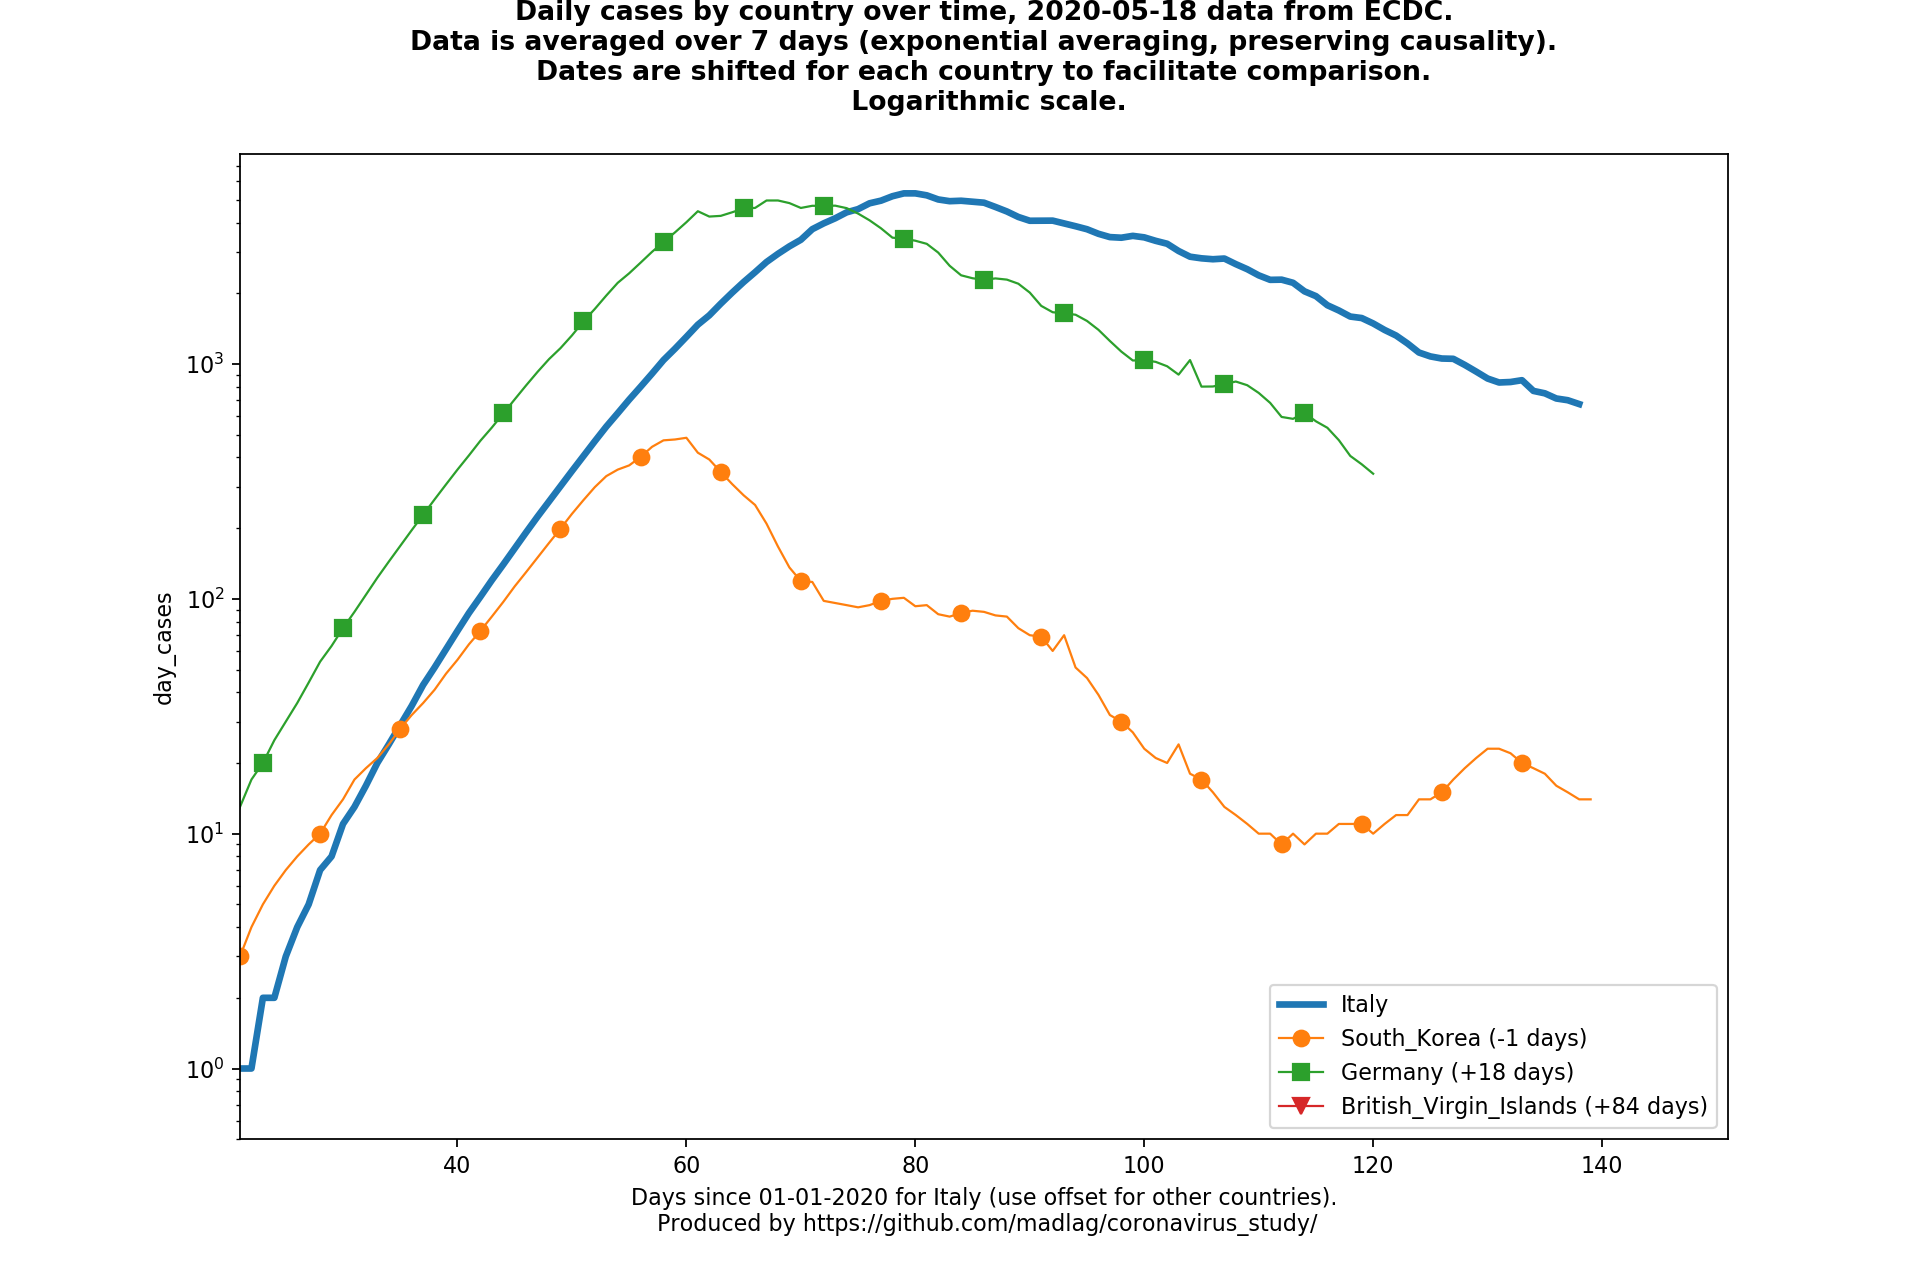 Daily cases by country over time, 2020-05-18 data from ECDC.
Data is averaged over 7 days (exponential averaging, preserving causality).
Dates are shifted for each country to facilitate comparison.
Logarithmic scale.
day_cases
10³
10²
10¹
10⁰
Italy
South_Korea (-1 days)
Germany (+18 days)
British_Virgin_Islands (+84 days)
40 60 80 100 120 140
Days since 01-01-2020 for Italy (use offset for other countries).
Produced by https://github.com/madlag/coronavirus_study/